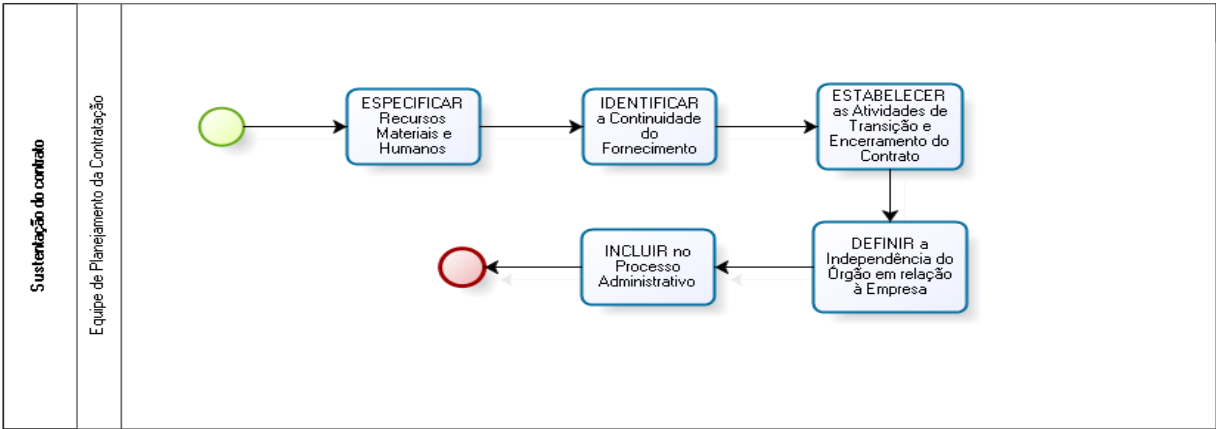 Sustentação do contrato
Equipe de Planejamento da Contratação
ESPECIFICAR
Recursos
Materiais e
Humanos
IDENTIFICAR
a Continuidade
do
Fornecimento
ESTABELECER
as Atividades de
Transição e
Encerramento do
Contrato
DEFINIR a
Independência do
Órgão em relação
à Empresa
INCLUIR no
Processo
Administrativo